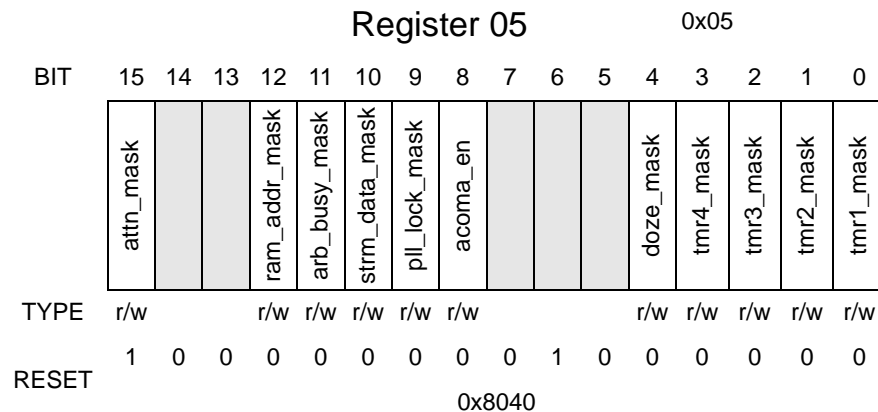 Register 05 0x05
BIT 15 14 13 12 11 10 9 8 7 6 5 4 3 2 1 0
attn_mask ram_addr_mask arb_busy_mask strm_data_mask pll_lock_mask acoma_en doze_mask tmr4_mask tmr3_mask tmr2_mask tmr1_mask
TYPE r/w r/w r/w r/w r/w r/w r/w r/w r/w r/w r/w
RESET 1 0 0 0 0 0 0 0 0 1 0 0 0 0 0 0
0x8040